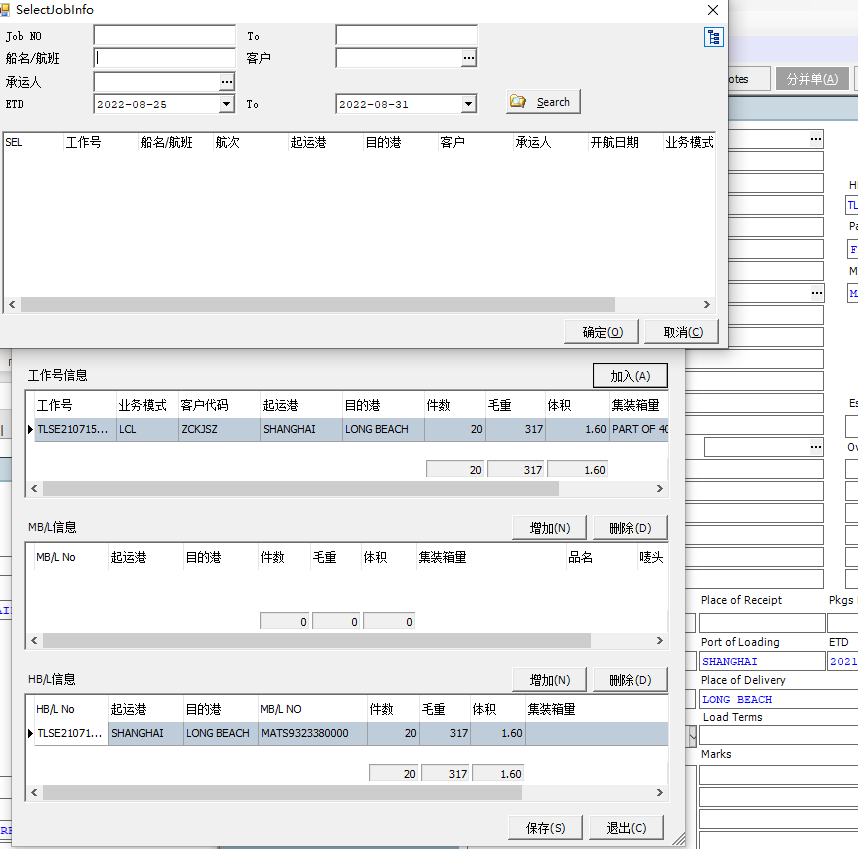 SelectJobInfo
Job NO To
船名/航班 客户
承运人
ETD 2022-08-25 To 2022-08-31 Search
SEL 工作号 船名/航班 航次 起运港 目的港 客户 承运人 开航日期 业务模式
确定(O) 取消(C)
otes 分并单(A)
工作号信息 加入(A)
工作号 业务模式 客户代码 起运港 目的港 件数 毛重 体积 集装箱量
TLSE210715... LCL ZCKJSZ SHANGHAI LONG BEACH 20 317 1.60 PART OF 40
20 317 1.60
MB/L信息 增加(N) 删除(D)
MB/L No 起运港 目的港 件数 毛重 体积 集装箱量 品名 唛头
0 0 0
HB/L信息 增加(N) 删除(D)
HB/L No 起运港 目的港 MB/L NO 件数 毛重 体积 集装箱量
TLSE21071... SHANGHAI LONG BEACH MATS9323380000 20 317 1.60
20 317 1.60
保存(S) 退出(C)
TL
Pa
Es
Ov
Place of Receipt Pkgs
Port of Loading ETD
SHANGHAI 2021
Place of Delivery
LONG BEACH
Load Terms
Marks